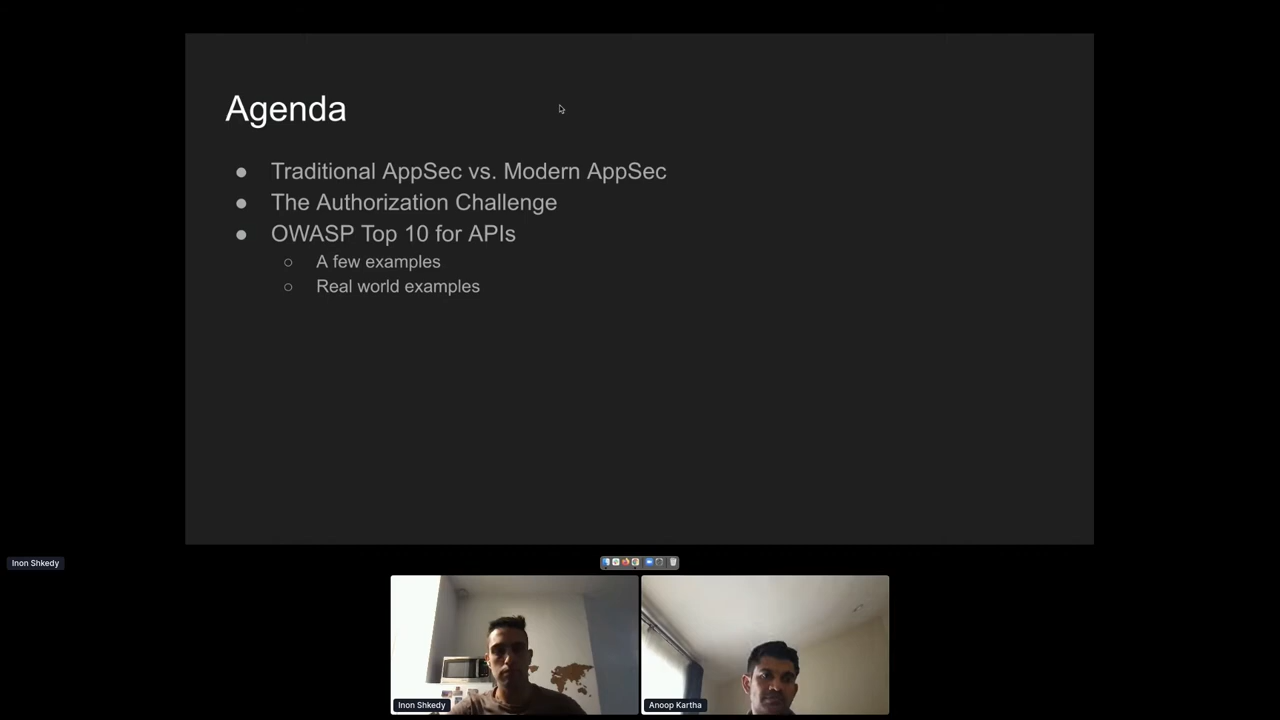 Agenda
● Traditional AppSec vs. Modern AppSec
● The Authorization Challenge
● OWASP Top 10 for APIs
○ A few examples
○ Real world examples
Inon Shkedy
Inon Shkedy
Anoop Kartha